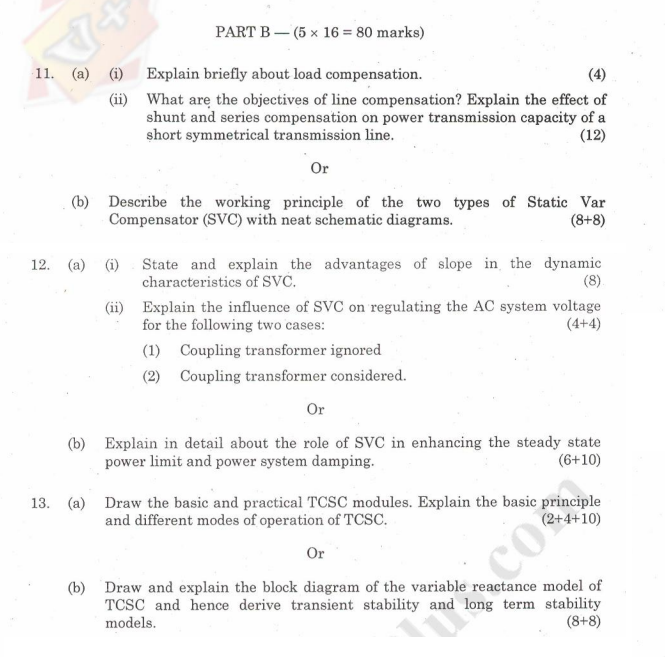 PART B — (5 × 16 = 80 marks)
11. (a) (i) Explain briefly about load compensation. (4)
(ii) What are the objectives of line compensation? Explain the effect of
shunt and series compensation on power transmission capacity of a
short symmetrical transmission line. (12)
Or
(b) Describe the working principle of the two types of Static Var
Compensator (SVC) with neat schematic diagrams. (8+8)
12. (a) (i) State and explain the advantages of slope in the dynamic
characteristics of SVC. (8)
(ii) Explain the influence of SVC on regulating the AC system voltage
for the following two cases: (4+4)
(1) Coupling transformer ignored
(2) Coupling transformer considered.
Or
(b) Explain in detail about the role of SVC in enhancing the steady state
power limit and power system damping. (6+10)
13. (a) Draw the basic and practical TCSC modules. Explain the basic principle
and different modes of operation of TCSC. (2+4+10)
Or
(b) Draw and explain the block diagram of the variable reactance model of
TCSC and hence derive transient stability and long term stability
models. (8+8)
lus.com